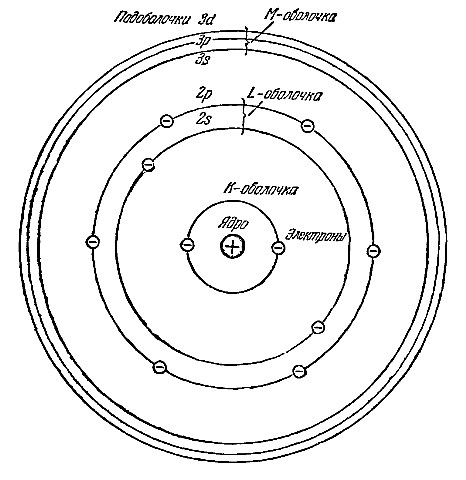 Подоболочки 3d
M-оболочка
3p
3s
2p
L-оболочка
2s
K-оболочка
Ядро
Электроны